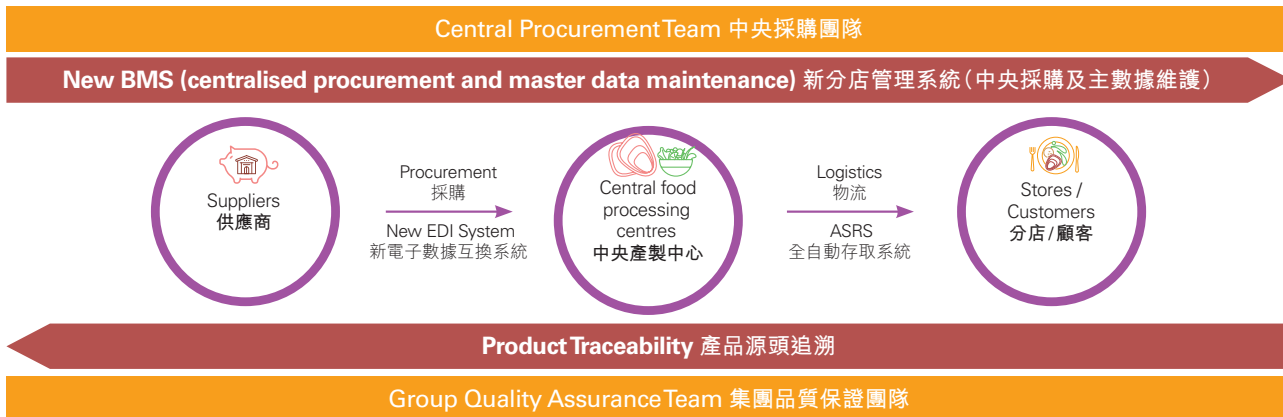 Central Procurement Team 中央採購團隊
New BMS (centralised procurement and master data maintenance) 新分店管理系統(中央採購及主數據維護)
Suppliers
供應商
Procurement
採購
New EDI System
新電子數據互換系統
Central food
processing
centres
中央產製中心
Logistics
物流
ASRS
全自動存取系統
Stores /
Customers
分店/顧客
Product Traceability 產品源頭追溯
Group Quality Assurance Team 集團品質保證團隊